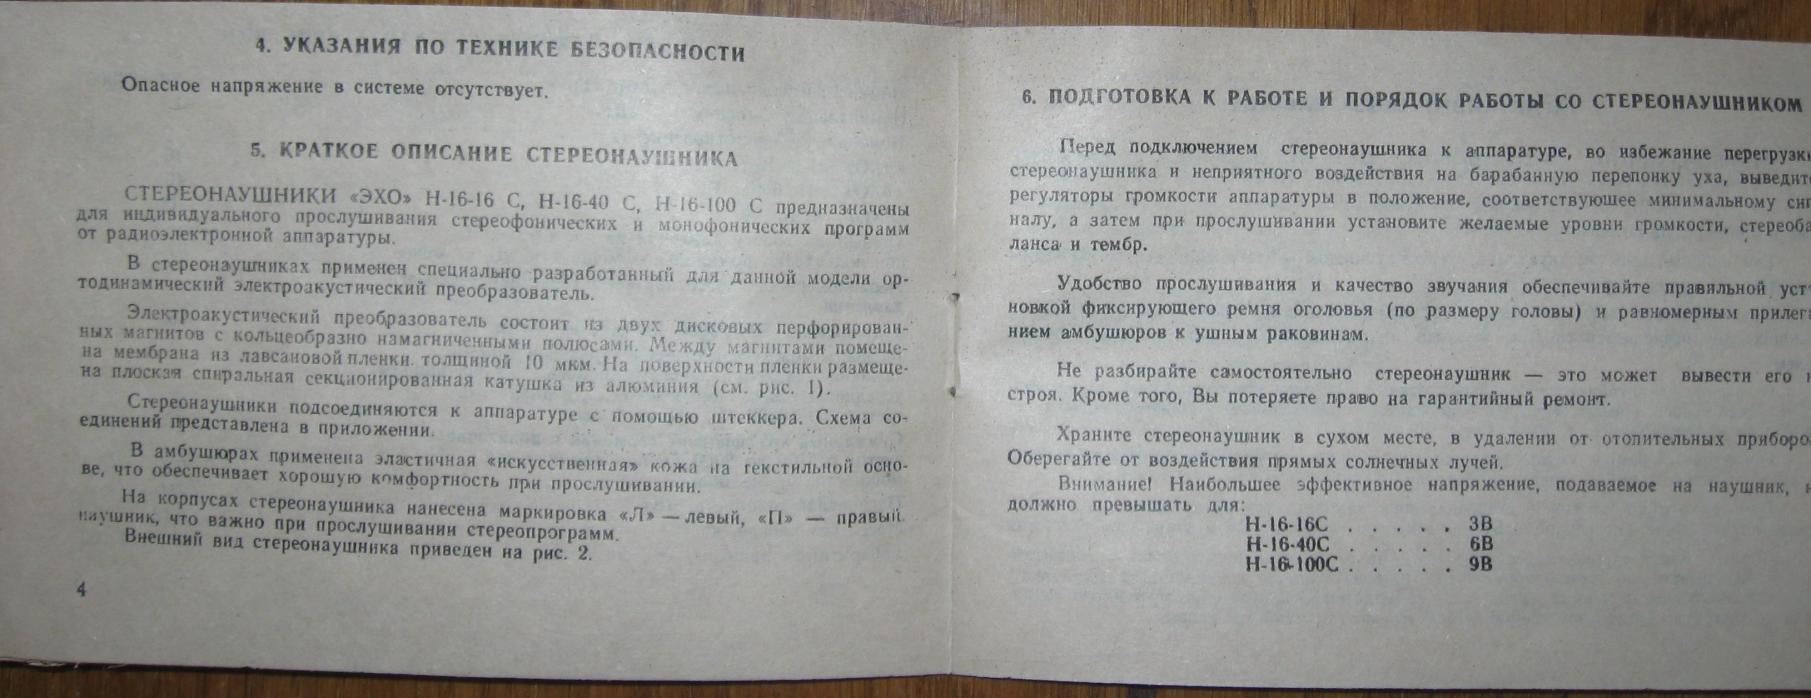 4. УКАЗАНИЯ ПО ТЕХНИКЕ БЕЗОПАСНОСТИ
Опасное напряжение в системе отсутствует.
5. КРАТКОЕ ОПИСАНИЕ СТЕРЕОНАУШНИКА
СТЕРЕОНАУШНИКИ «ЭХО» Н-16-16 С, Н-16-40 С, Н-16-100 С предназначены
для индивидуального прослушивания стереофонических и монофонических программ
от радиоэлектронной аппаратуры.
В стереонаушниках применен специально разработанный для данной модели ор-
тодинамический электроакустический преобразователь.
Электроакустический преобразователь состоит из двух дисковых перфорирован-
ных магнитов с кольцеобразно намагниченными полюсами. Между магнитами помеще-
на мембрана из лавсановой пленки. толщиной 10 мкм. На поверхности пленки размеще-
на плоская спиральная секционированная катушка из алюминия (см. рис. 1).
Стереонаушники подсоединяются к аппаратуре с помощью штеккера. Схема со-
единений представлена в приложении.
В амбушюрах применена эластичная «искусственная» кожа на текстильной осно-
ве, что обеспечивает хорошую комфортность при прослушивании.
На корпусах стереонаушника нанесена маркировка «Л» — левый, «П» — правый
наушник, что важно при прослушивании стереопрограмм.
Внешний вид стереонаушника приведен на рис. 2.
4
6. ПОДГОТОВКА К РАБОТЕ И ПОРЯДОК РАБОТЫ СО СТЕРЕОНАУШНИКОМ
Перед подключением стереонаушника к аппаратуре, во избежание перегрузки
стереонаушника и неприятного воздействия на барабанную перепонку уха, выведите
регуляторы громкости аппаратуры в положение, соответствующее минимальному сиг
налу, а затем при прослушивании установите желаемые уровни громкости, стереоба
ланса и тембр.
Удобство прослушивания и качество звучания обеспечивайте правильной уст
новкой фиксирующего ремня оголовья (по размеру головы) и равномерным прилег
нием амбушюров к ушным раковинам.
Не разбирайте самостоятельно стереонаушник — это может вывести его
строя. Кроме того, Вы потеряете право на гарантийный ремонт.
Храните стереонаушник в сухом месте, в удалении от отопительных приборо
Оберегайте от воздействия прямых солнечных лучей.
Внимание! Наибольшее эффективное напряжение, подаваемое на наушник,
должно превышать для:
Н-16-16С . . . . . 3В
Н-16-40С . . . . . 6В
Н-16-100С . . . . . 9В